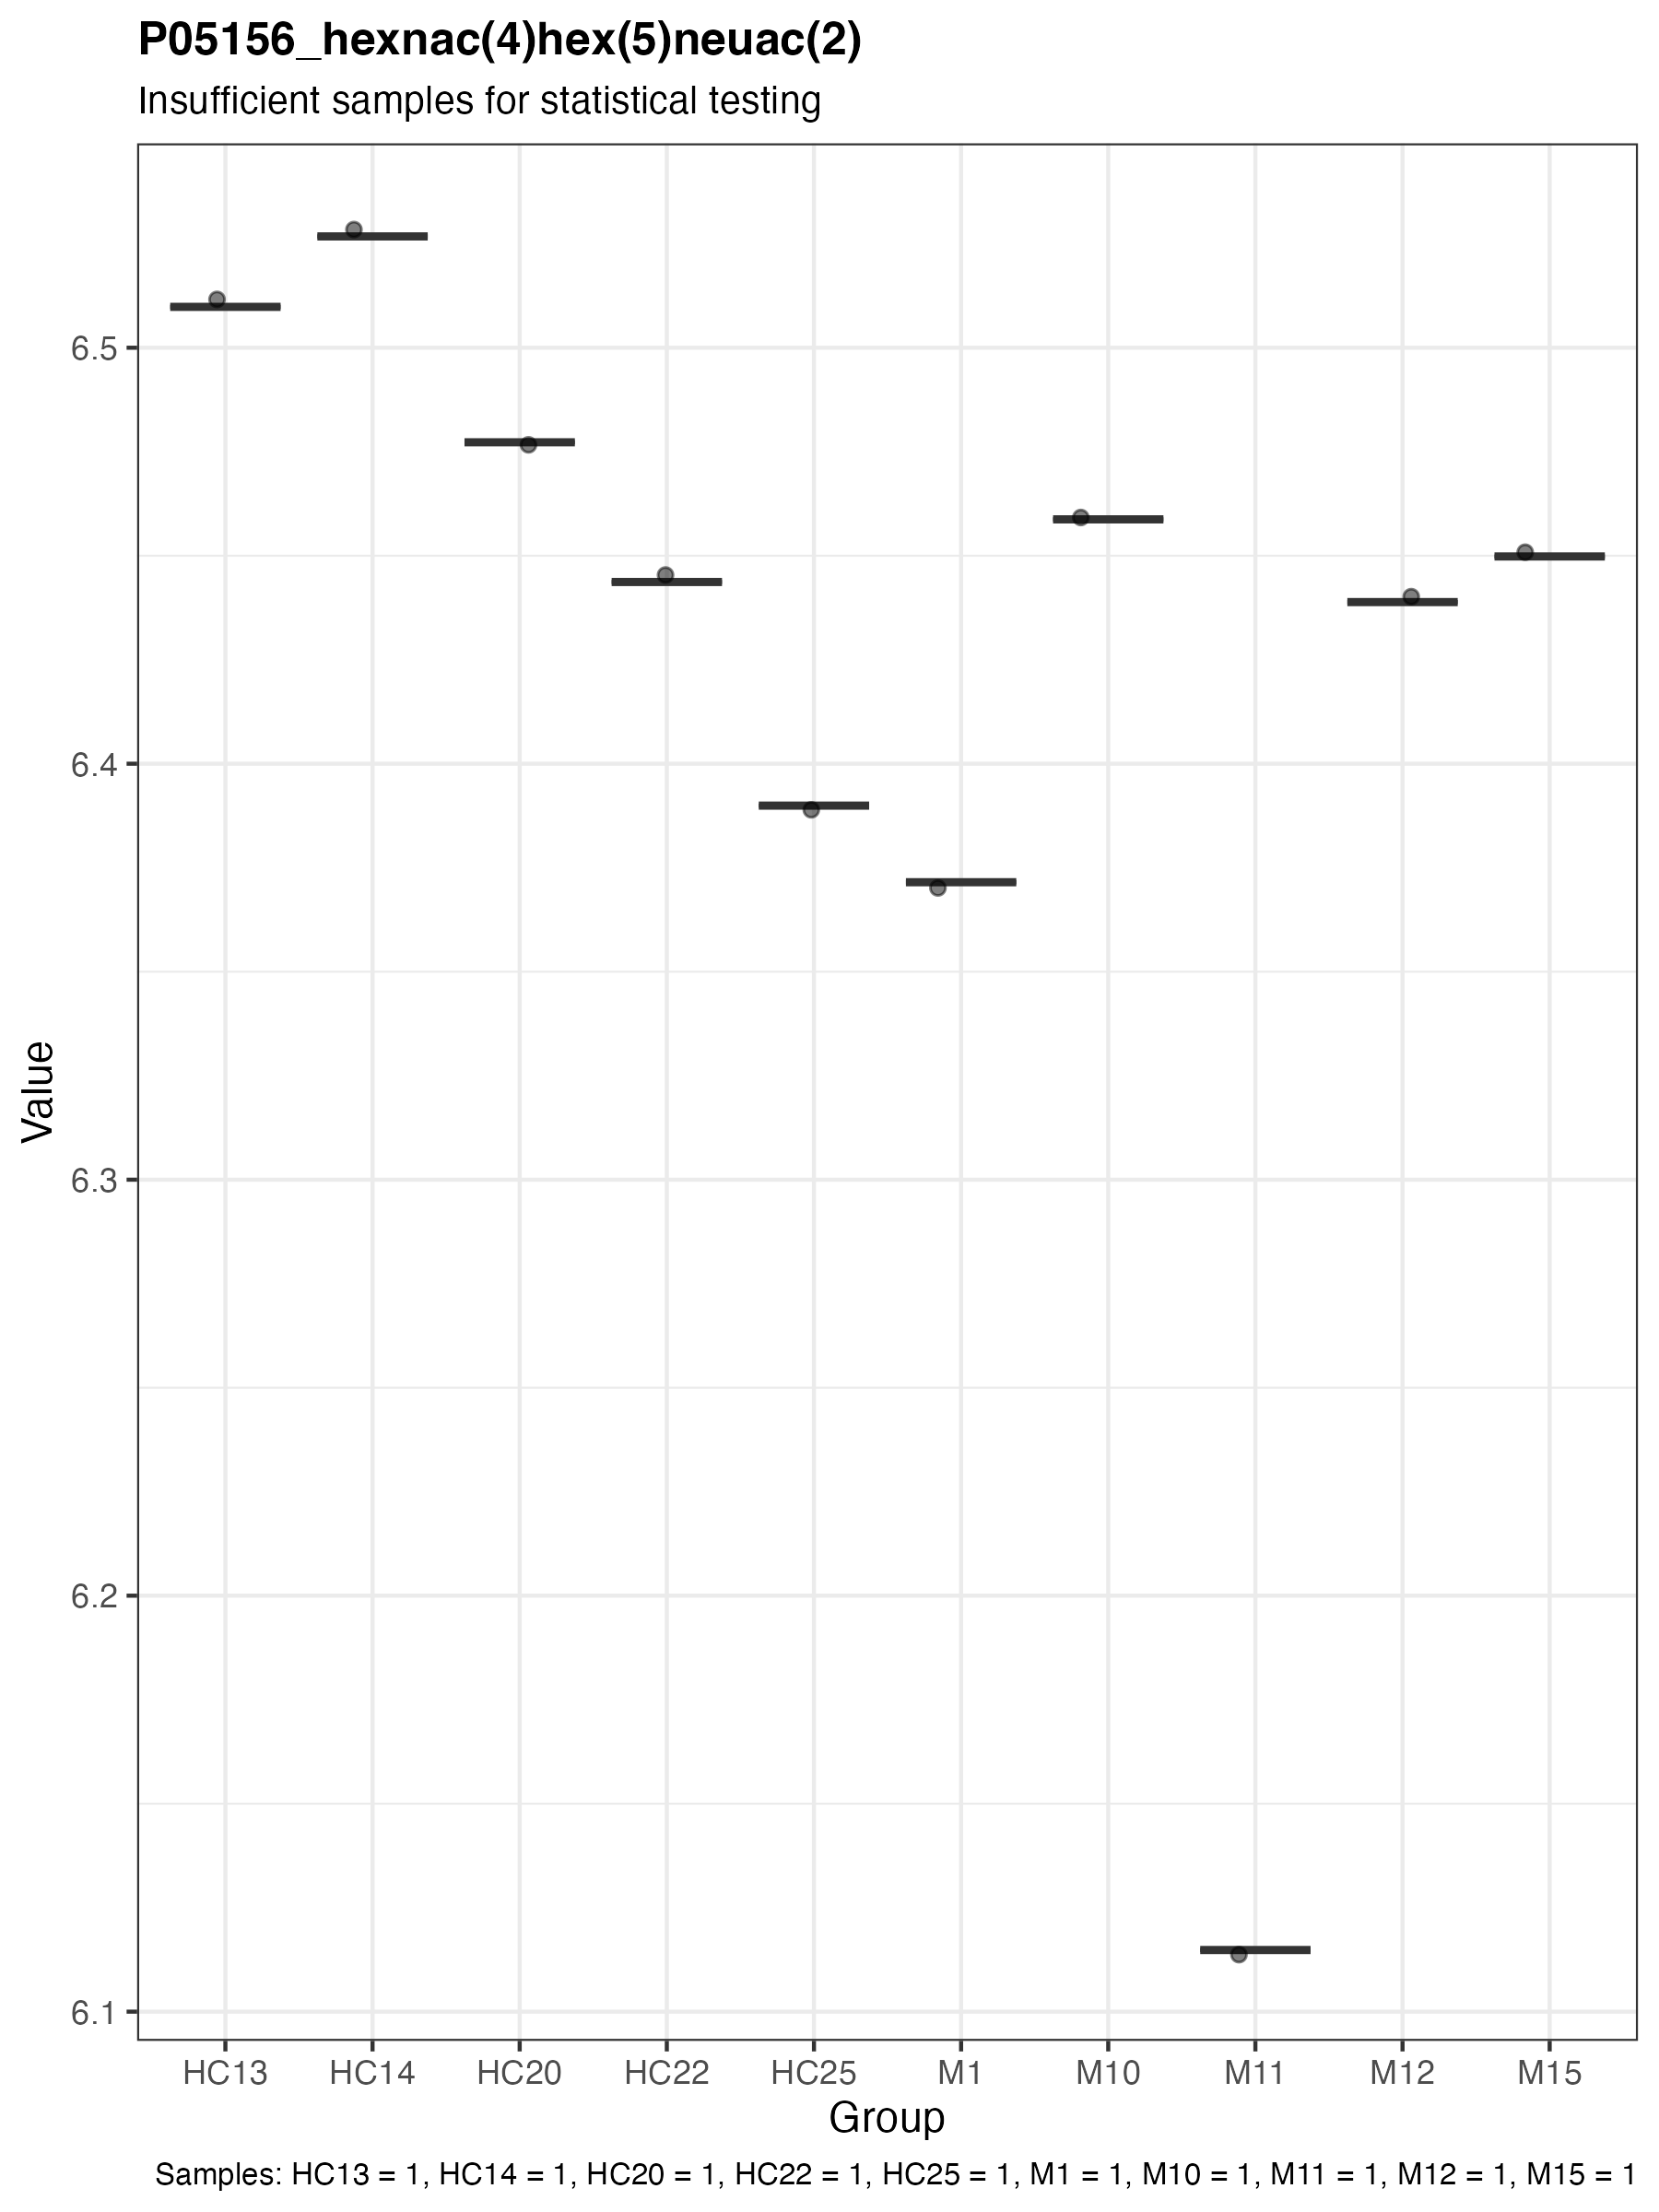 P05156_hexnac(4)hex(5)neuac(2)
Insufficient samples for statistical testing
6.5
6.4
6.3
6.2
6.1
Value
HC13 HC14 HC20 HC22 HC25 M1 M10 M11 M12 M15
Group
Samples: HC13 = 1, HC14 = 1, HC20 = 1, HC22 = 1, HC25 = 1, M1 = 1, M10 = 1, M11 = 1, M12 = 1, M15 = 1